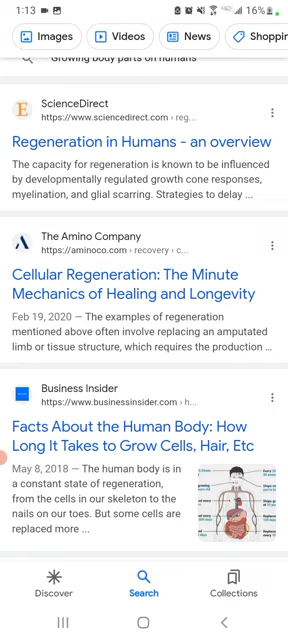 1:13
16%
Images
Videos
News
Shoppin
Growing body parts on humans
ScienceDirect
https://www.sciencedirect.com › reg...
Regeneration in Humans - an overview
The capacity for regeneration is known to be influenced
by developmentally regulated growth cone responses,
myelination, and glial scarring. Strategies to delay ...
The Amino Company
https://aminoco.com › recovery › c...
Cellular Regeneration: The Minute
Mechanics of Healing and Longevity
Feb 19, 2020 — The examples of regeneration
mentioned above often involve replacing an amputated
limb or tissue structure, which requires the production ...
Business Insider
https://www.businessinsider.com › h...
Facts About the Human Body: How
Long It Takes to Grow Cells, Hair, Etc
May 8, 2018 — The human body is in
a constant state of regeneration,
from the cells in our skeleton to the
nails on our toes. But some cells are
replaced more ...
Discover
Search
Collections